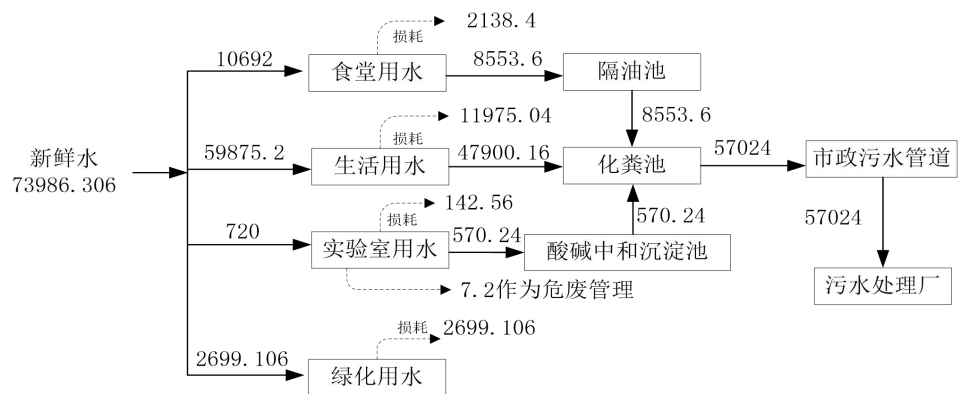 2138.4
损耗
10692
食堂用水
8553.6
隔油池
11975.04
损耗
8553.6
新鲜水
73986.306
59875.2
生活用水
47900.16
化粪池
57024
市政污水管道
142.56
损耗
720
实验室用水
570.24
570.24
酸碱中和沉淀池
57024
7.2作为危废管理
污水处理厂
损耗
2699.106
2699.106
绿化用水